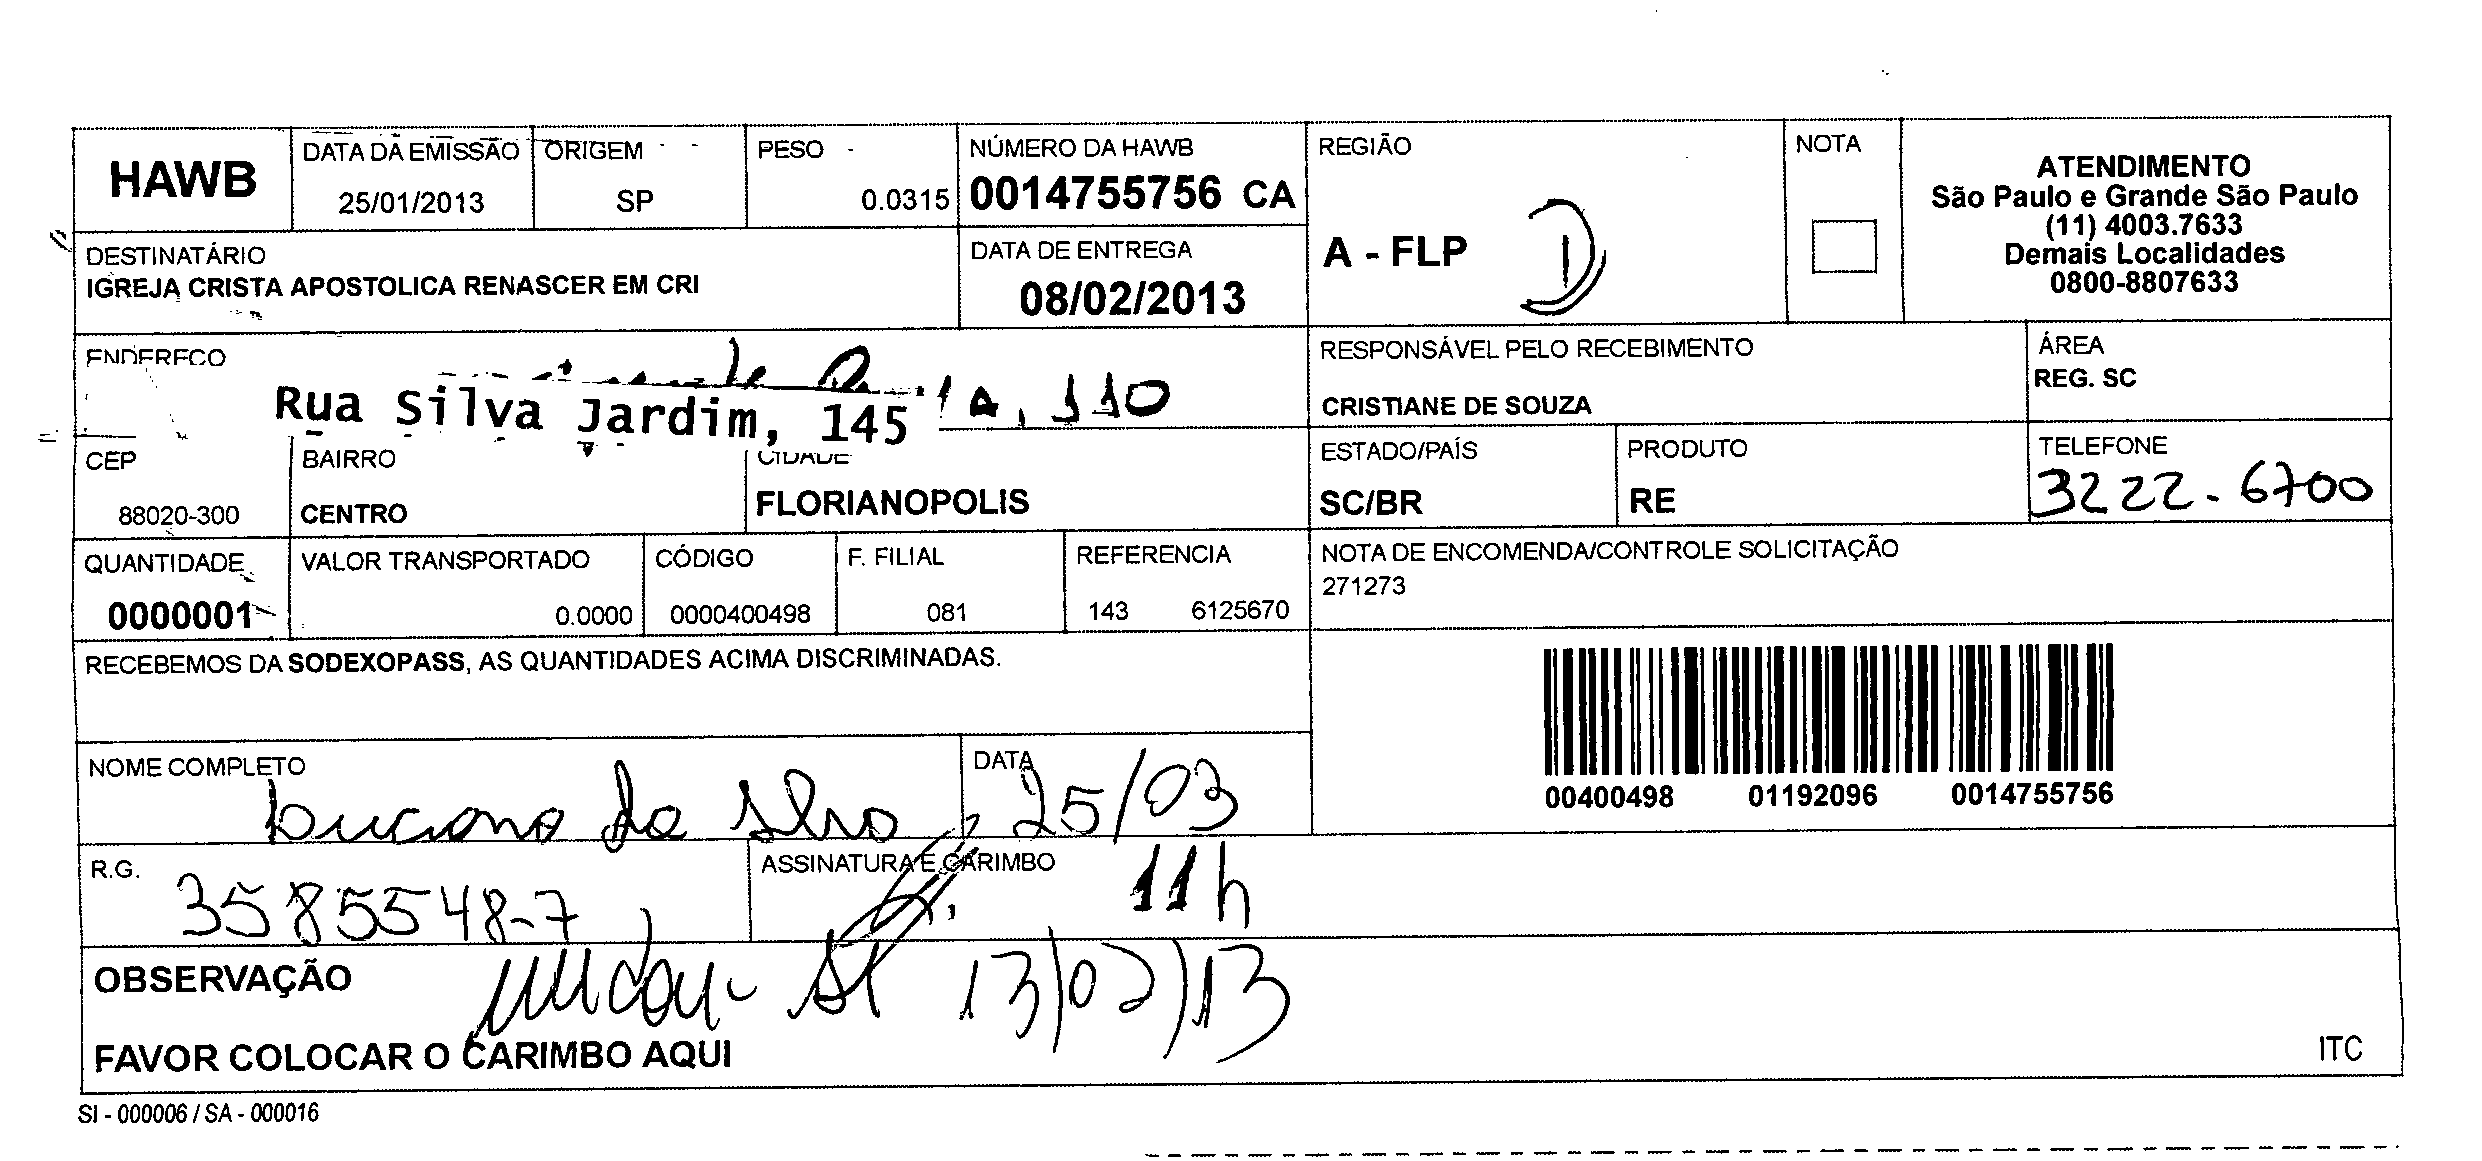 HAWB
DATA DA EMISSÃO
25/01/2013
ORIGEM
SP
PESO
0.0315
NÚMERO DA HAWB
0014755756 CA
REGIÃO
A - FLP D
NOTA
ATENDIMENTO
São Paulo e Grande São Paulo
(11) 4003.7633
Demais Localidades
0800-8807633
DESTINATÁRIO
IGREJA CRISTA APOSTOLICA RENASCER EM CRI
DATA DE ENTREGA
08/02/2013
ENDEREÇO
Rua Silva Jardim, 145
, 110
RESPONSÁVEL PELO RECEBIMENTO
CRISTIANE DE SOUZA
ÁREA
REG. SC
CEP
88020-300
BAIRRO
CENTRO
CIDADE
FLORIANOPOLIS
ESTADO/PAÍS
SC/BR
PRODUTO
RE
TELEFONE
3222-6700
QUANTIDADE
0000001
VALOR TRANSPORTADO
0.0000
CÓDIGO
0000400498
F. FILIAL
081
REFERENCIA
143 6125670
NOTA DE ENCOMENDA/CONTROLE SOLICITAÇÃO
271273
RECEBEMOS DA SODEXOPASS, AS QUANTIDADES ACIMA DISCRIMINADAS.
00400498 01192096 0014755756
NOME COMPLETO
Luciano da Silva
DATA
25/03
R.G.
3585548-7
ASSINATURA E CARIMBO
11h
OBSERVAÇÃO
13/02/13
FAVOR COLOCAR O CARIMBO AQUI
ITC
SI - 000006 / SA - 000016